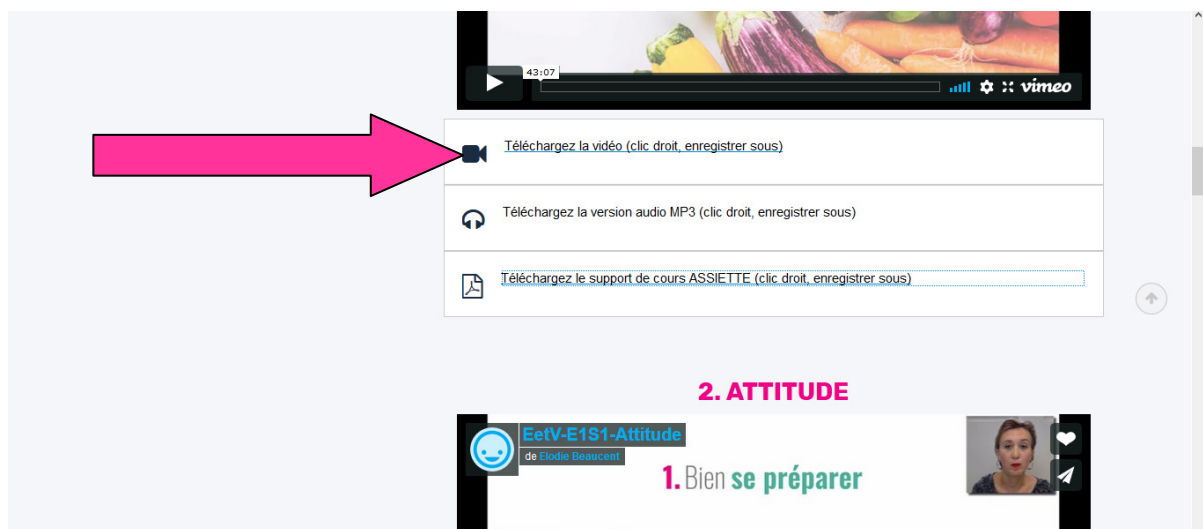 43:07
vimeo
Téléchargez la vidéo (clic droit, enregistrer sous)
Téléchargez la version audio MP3 (clic droit, enregistrer sous)
Téléchargez le support de cours ASSIETTE (clic droit, enregistrer sous)
2. ATTITUDE
EetV-E1S1-Attitude
de Elodie Beaucent
1. Bien se préparer